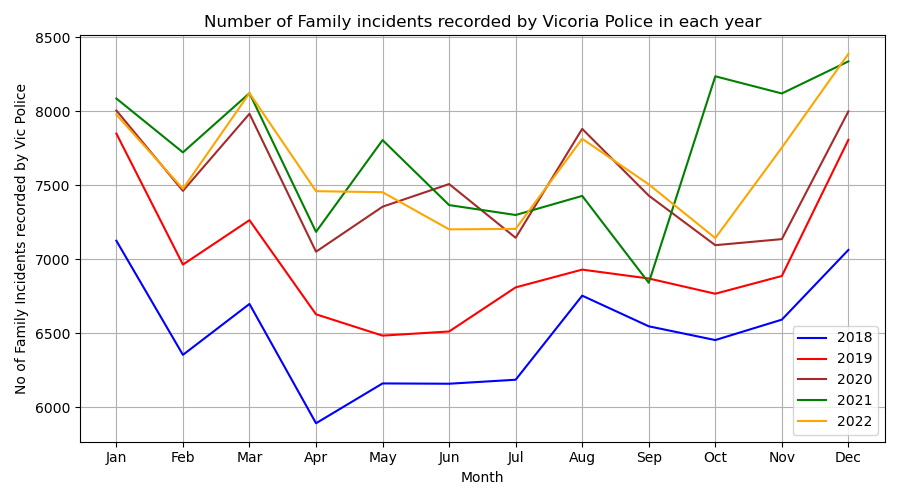 Number of Family incidents recorded by Vicoria Police in each year
No of Family Incidents recorded by Vic Police
8500
8000
7500
7000
6500
6000
2018
2019
2020
2021
2022
Jan Feb Mar Apr May Jun Jul Aug Sep Oct Nov Dec
Month